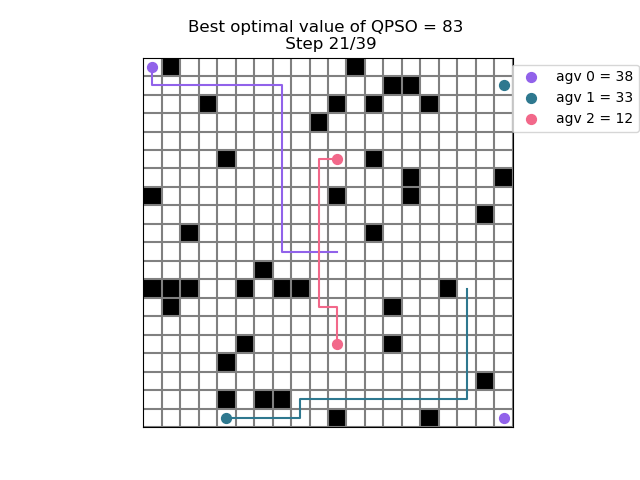 Best optimal value of QPSO = 83
Step 21/39
agv 0 = 38
agv 1 = 33
agv 2 = 12